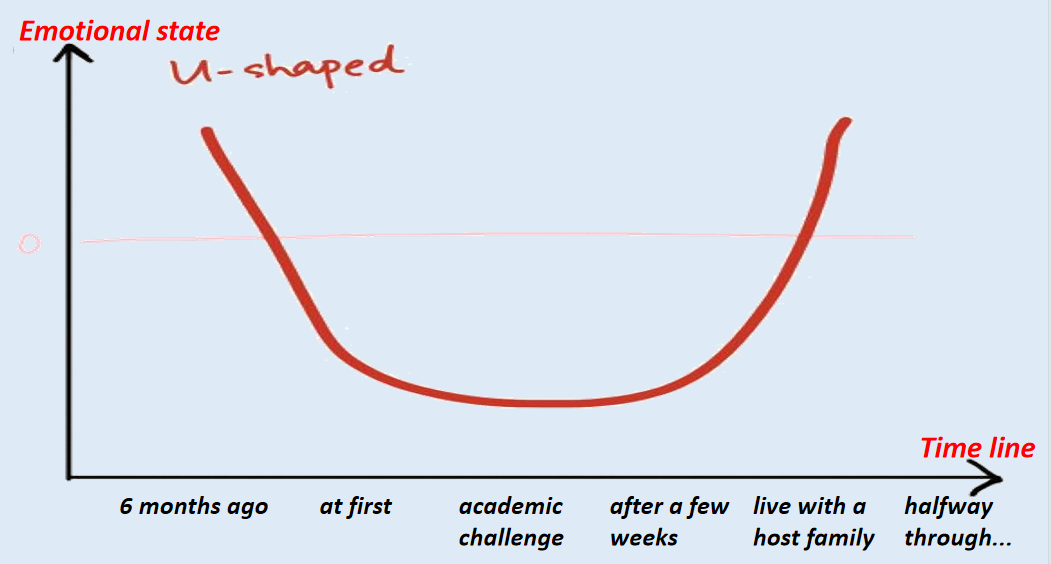 Emotional state
U-shaped
0
Time line
6 months ago
at first
academic
challenge
after a few
weeks
live with a
host family
halfway
through...